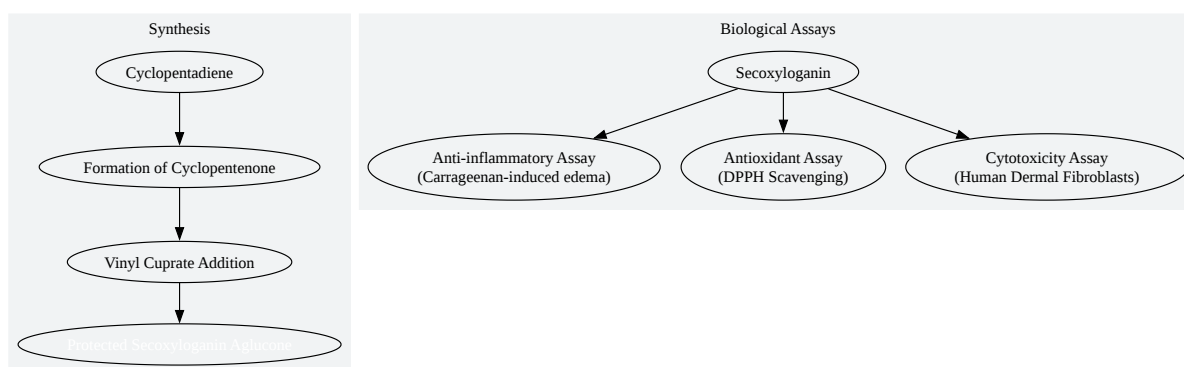 Synthesis
Cyclopentadiene
Formation of Cyclopentenone
Vinyl Cuprate Addition
Protected Secoxyloganin Aglucone
Biological Assays
Secoxyloganin
Anti-inflammatory Assay
(Carrageenan-induced edema)
Antioxidant Assay
(DPPH Scavenging)
Cytotoxicity Assay
(Human Dermal Fibroblasts)